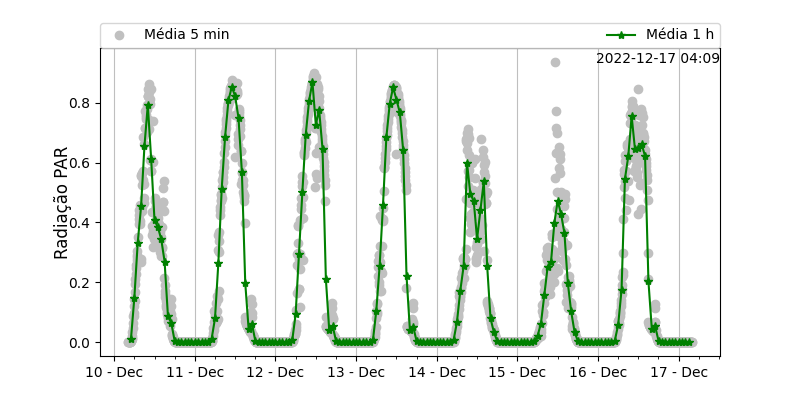 Média 5 min
Média 1 h
2022-12-17 04:09
Radiação PAR
0.8
0.6
0.4
0.2
0.0
10 - Dec
11 - Dec
12 - Dec
13 - Dec
14 - Dec
15 - Dec
16 - Dec
17 - Dec